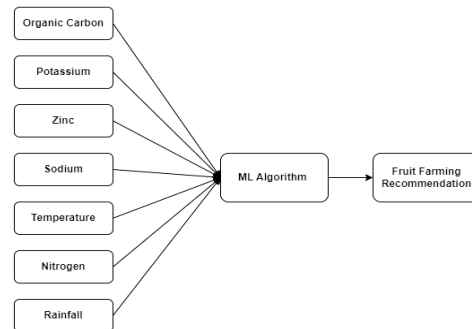 Organic Carbon
Potassium
Zinc
Sodium
Temperature
Nitrogen
Rainfall
ML Algorithm
Fruit Farming
Recommendation